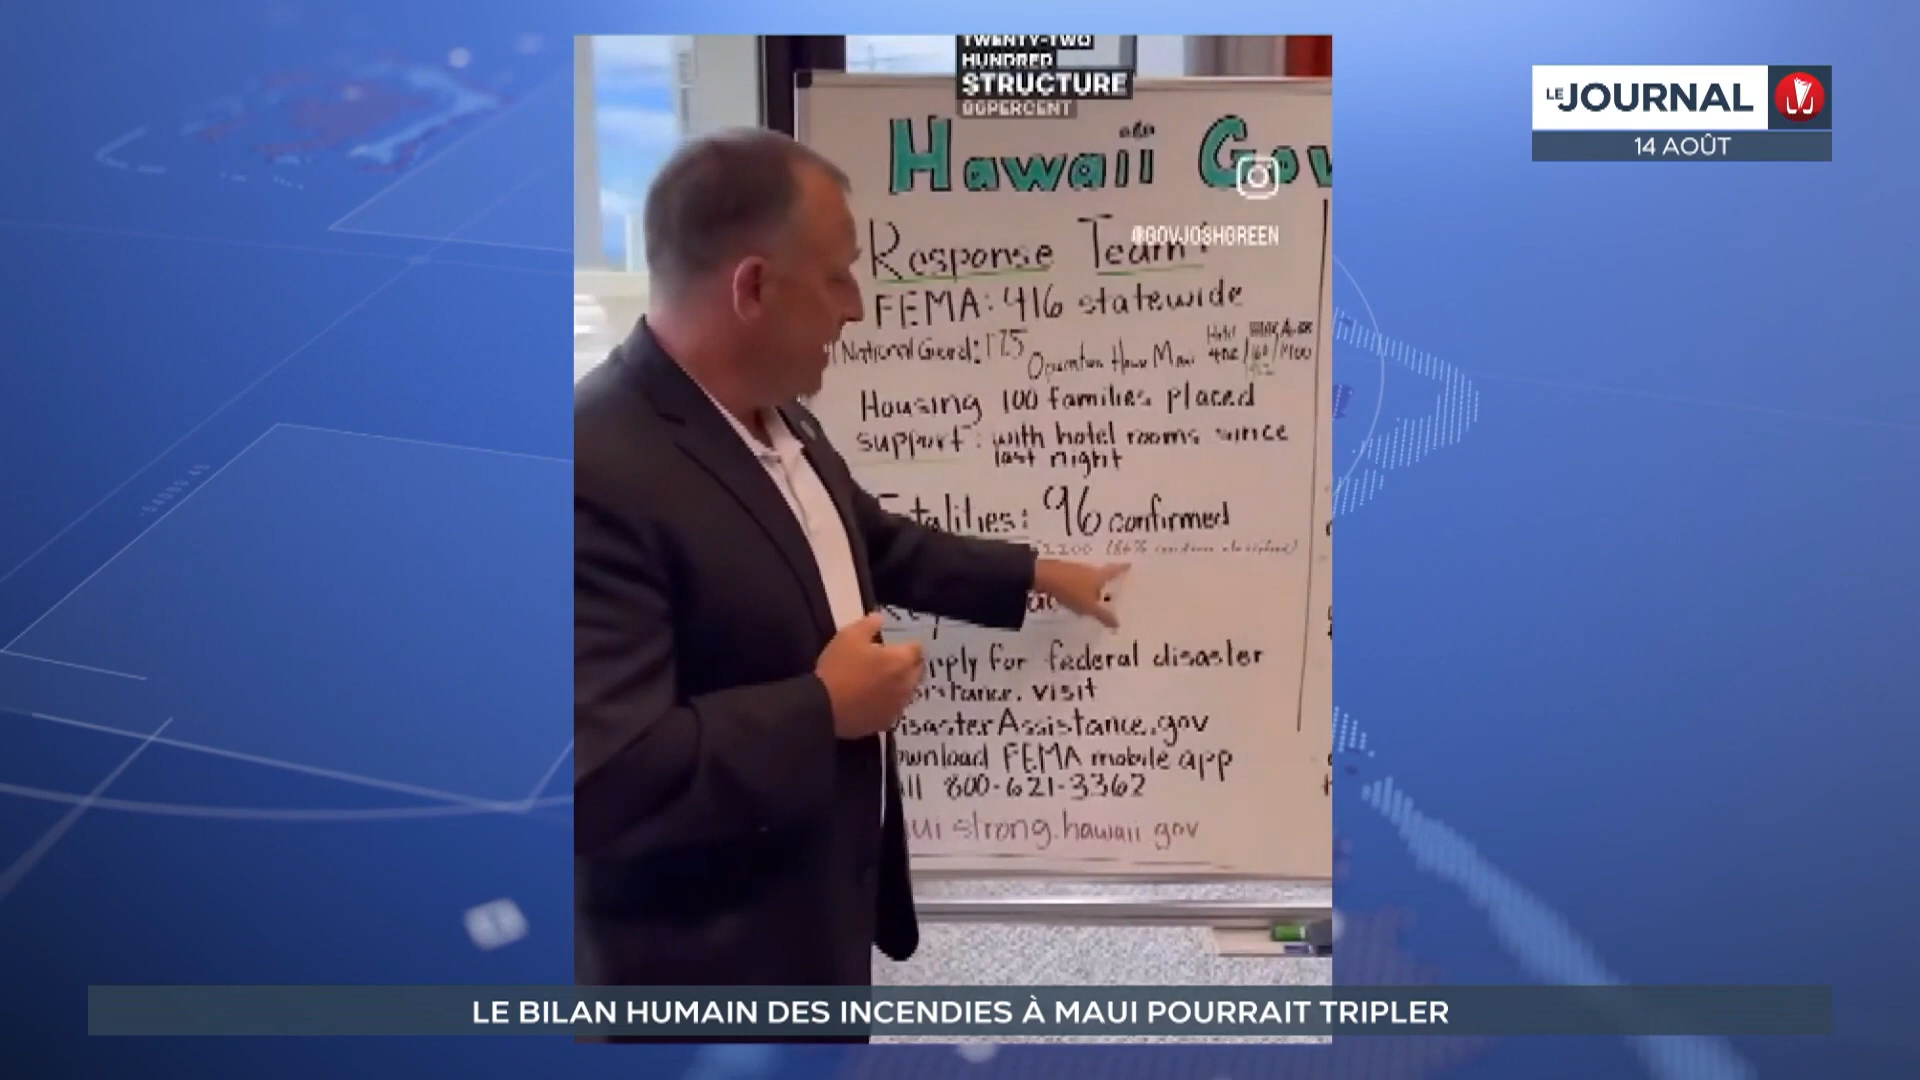 TWENTY-TWO
HUNDRED
STRUCTURE
86PERCENT
LE JOURNAL
14 AOÛT
Hawaii Gov
@GOVJOSHGREEN
Response Team:
FEMA: 416 statewide
National Guard: 175
Housing 100 families placed
support: with hotel rooms since
last night
Fatalities: 96 confirmed
2200 (86%
apply for federal disaster
assistance, visit
DisasterAssistance.gov
Download FEMA mobile app
Call 800-621-3362
maui strong.hawaii gov
LE BILAN HUMAIN DES INCENDIES À MAUI POURRAIT TRIPLER